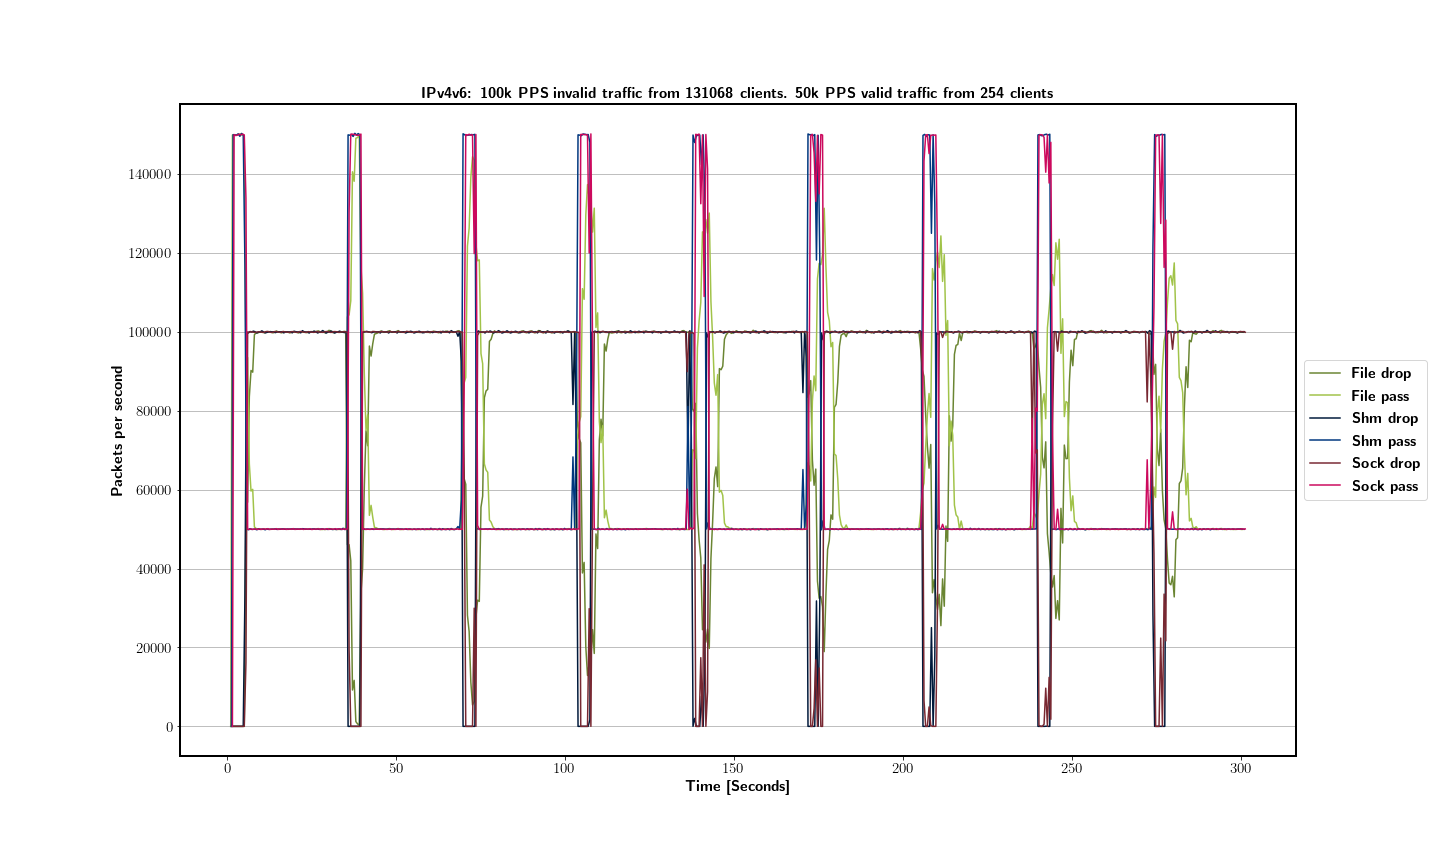 IPv4v6: 100k PPS invalid traffic from 131068 clients. 50k PPS valid traffic from 254 clients
Packets per second
140000
120000
100000
80000
60000
40000
20000
0
0 50 100 150 200 250 300
Time [Seconds]
File drop
File pass
Shm drop
Shm pass
Sock drop
Sock pass